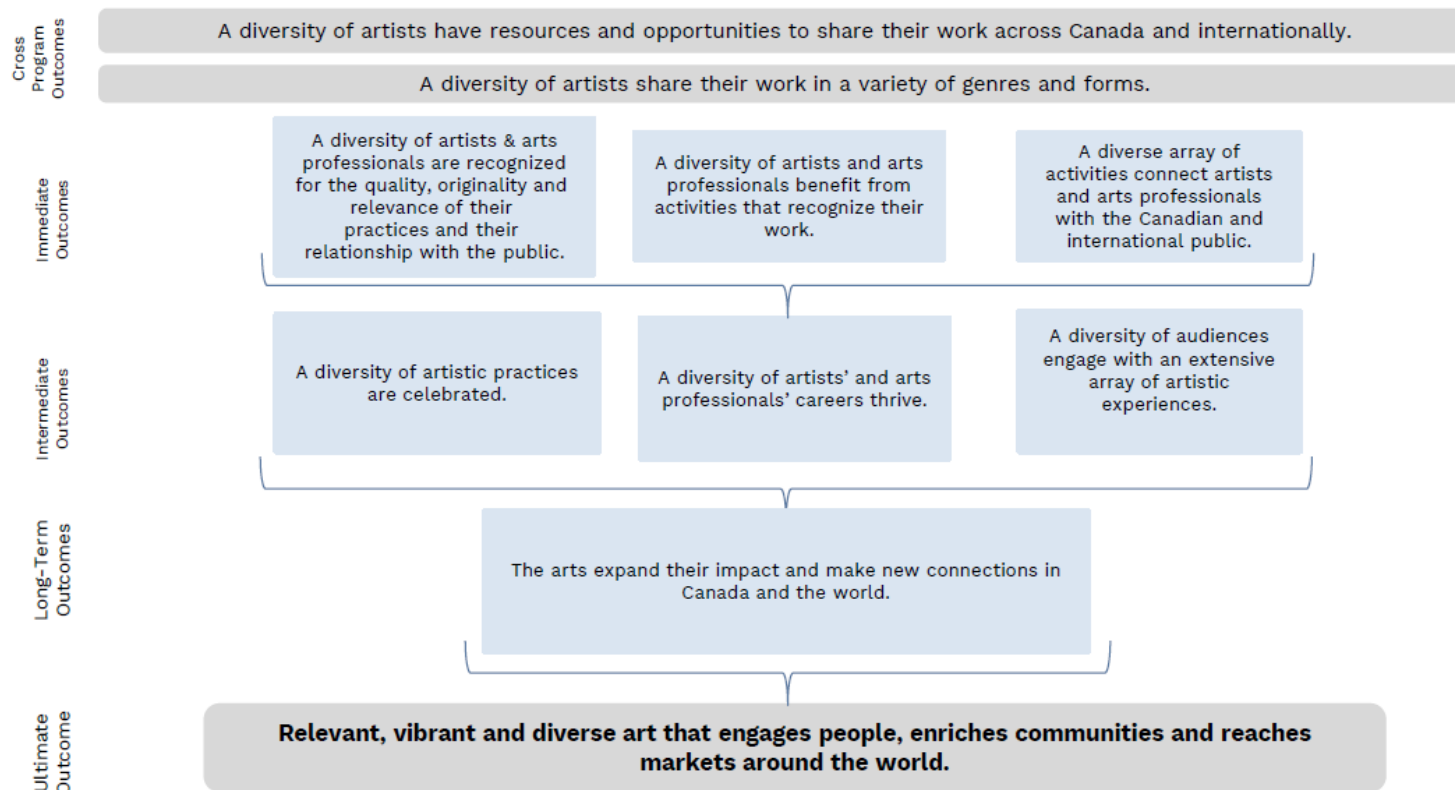 Cross
Program
Outcomes
A diversity of artists have resources and opportunities to share their work across Canada and internationally.
A diversity of artists share their work in a variety of genres and forms.
Immediate
Outcomes
A diversity of artists & arts
professionals are recognized
for the quality, originality and
relevance of their
practices and their
relationship with the public.
A diversity of artists and arts
professionals benefit from
activities that recognize their
work.
A diverse array of
activities connect artists
and arts professionals
with the Canadian and
international public.
Intermediate
Outcomes
A diversity of artistic practices
are celebrated.
A diversity of artists’ and arts
professionals’ careers thrive.
A diversity of audiences
engage with an extensive
array of artistic
experiences.
Long-Term
Outcomes
The arts expand their impact and make new connections in
Canada and the world.
Ultimate
Outcome
Relevant, vibrant and diverse art that engages people, enriches communities and reaches
markets around the world.